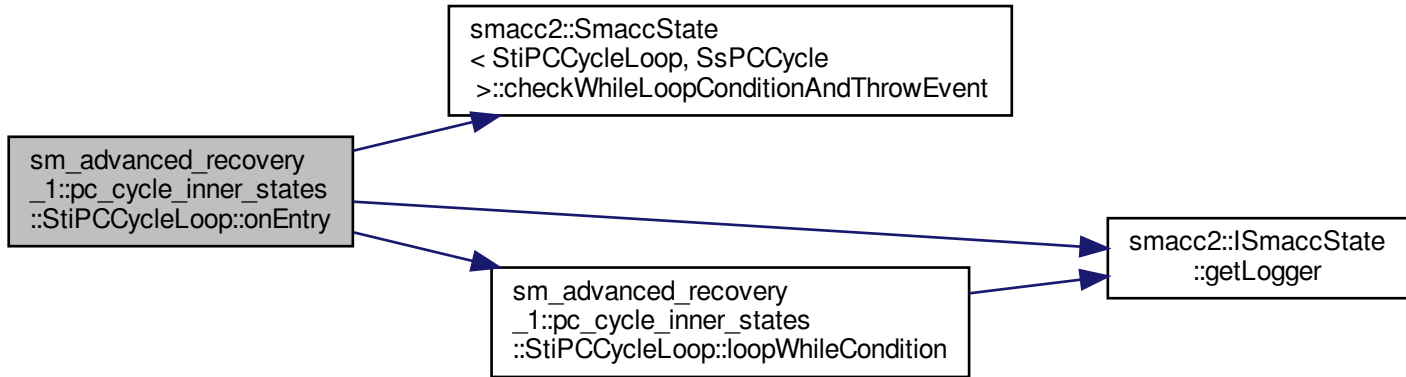 smacc2::SmaccState
< StiPCCycleLoop, SsPCCycle
>::checkWhileLoopConditionAndThrowEvent
sm_advanced_recovery
_1::pc_cycle_inner_states
::StiPCCycleLoop::onEntry
smacc2::ISmaccState
::getLogger
sm_advanced_recovery
_1::pc_cycle_inner_states
::StiPCCycleLoop::loopWhileCondition